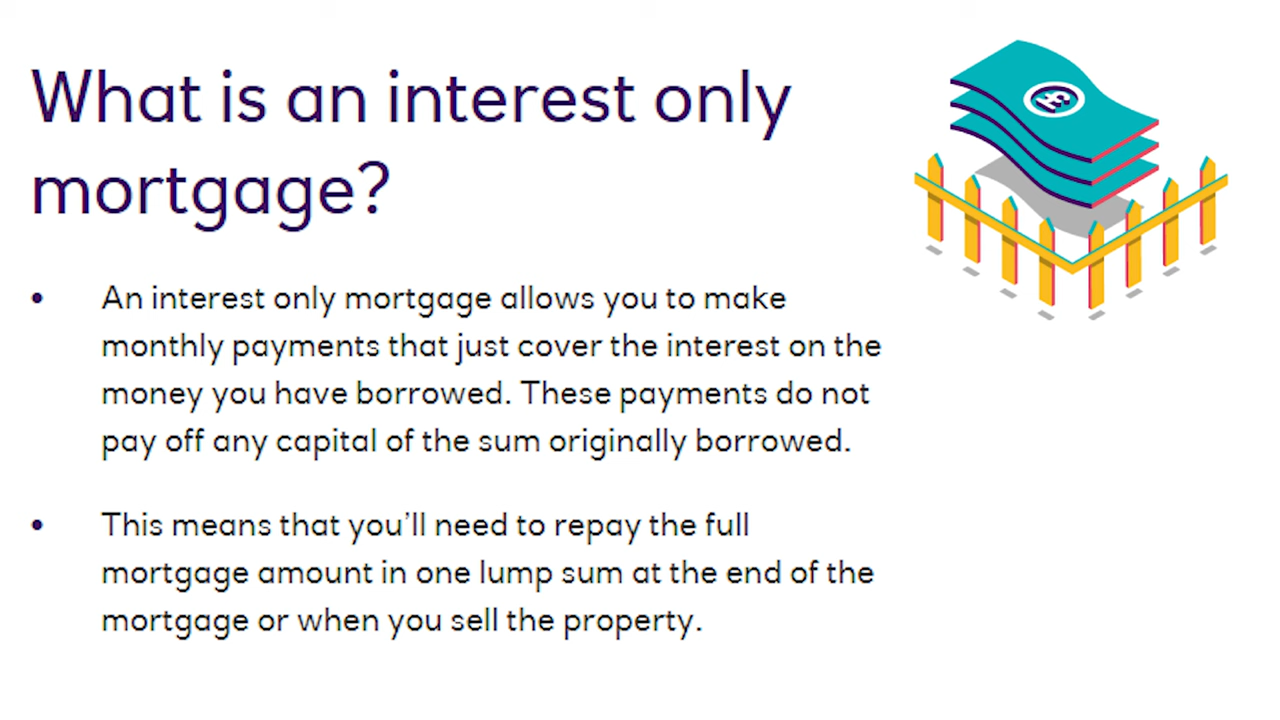 What is an interest only
mortgage?
• An interest only mortgage allows you to make
monthly payments that just cover the interest on the
money you have borrowed. These payments do not
pay off any capital of the sum originally borrowed.
• This means that you’ll need to repay the full
mortgage amount in one lump sum at the end of the
mortgage or when you sell the property.
£